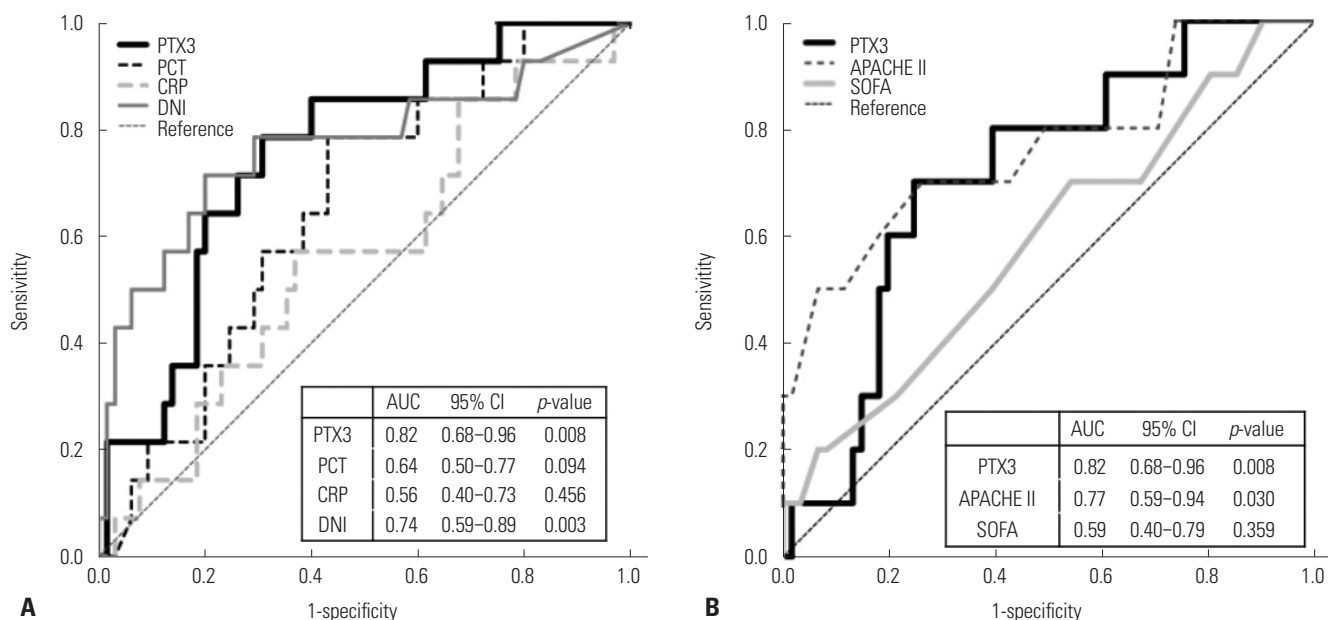 1.0
0.8
0.6
0.4
0.2
0.0
Sensivitity
PTX3
PCT
CRP
DNI
Reference
AUC 95% CI p-value
PTX3 0.82 0.68–0.96 0.008
PCT 0.64 0.50–0.77 0.094
CRP 0.56 0.40–0.73 0.456
DNI 0.74 0.59–0.89 0.003
0.0 0.2 0.4 0.6 0.8 1.0
1-specificity
A
1.0
0.8
0.6
0.4
0.2
0.0
Sensivitity
PTX3
APACHE II
SOFA
Reference
AUC 95% CI p-value
PTX3 0.82 0.68–0.96 0.008
APACHE II 0.77 0.59–0.94 0.030
SOFA 0.59 0.40–0.79 0.359
0.0 0.2 0.4 0.6 0.8 1.0
1-specificity
B